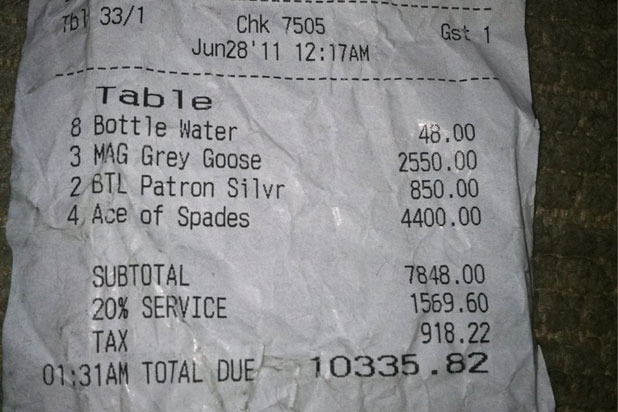 Tbl 33/1 Chk 7505 Gst 1
Jun28'11 12:17AM
Table
8 Bottle Water 48.00
3 MAG Grey Goose 2550.00
2 BTL Patron Silvr 850.00
4 Ace of Spades 4400.00
SUBTOTAL 7848.00
20% SERVICE 1569.60
TAX 918.22
01:31AM TOTAL DUE 10335.82